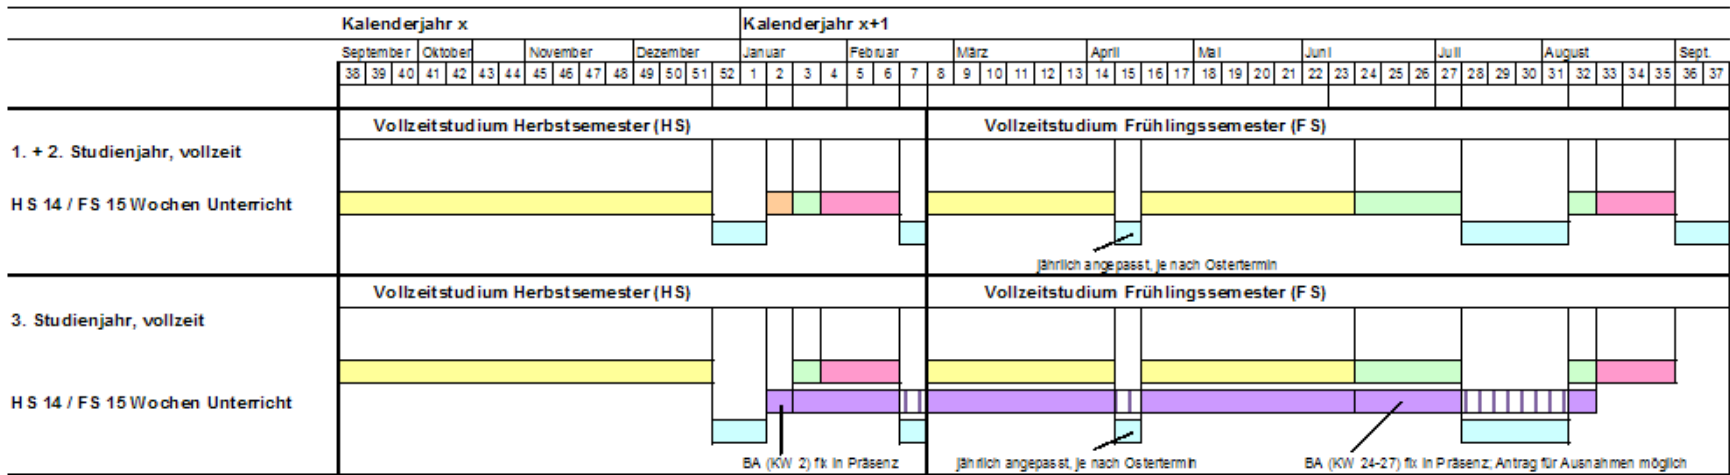 Kalenderjahr x Kalenderjahr x+1
September Oktober November Dezember Januar Februar März April Mai Juni Juli August Sept.
38 39 40 41 42 43 44 45 46 47 48 49 50 51 52 1 2 3 4 5 6 7 8 9 10 11 12 13 14 15 16 17 18 19 20 21 22 23 24 25 26 27 28 29 30 31 32 33 34 35 36 37
Vollzeitstudium Herbstsemester (HS) Vollzeitstudium Frühlingssemester (FS)
1. + 2. Studienjahr, vollzeit
HS 14 / FS 15 Wochen Unterricht
jährlich angepasst, je nach Ostertermin
Vollzeitstudium Herbstsemester (HS) Vollzeitstudium Frühlingssemester (FS)
3. Studienjahr, vollzeit
HS 14 / FS 15 Wochen Unterricht
BA (KW 2) fix in Präsenz jährlich angepasst, je nach Ostertermin BA (KW 24-27) fix in Präsenz; Antrag für Ausnahmen möglich